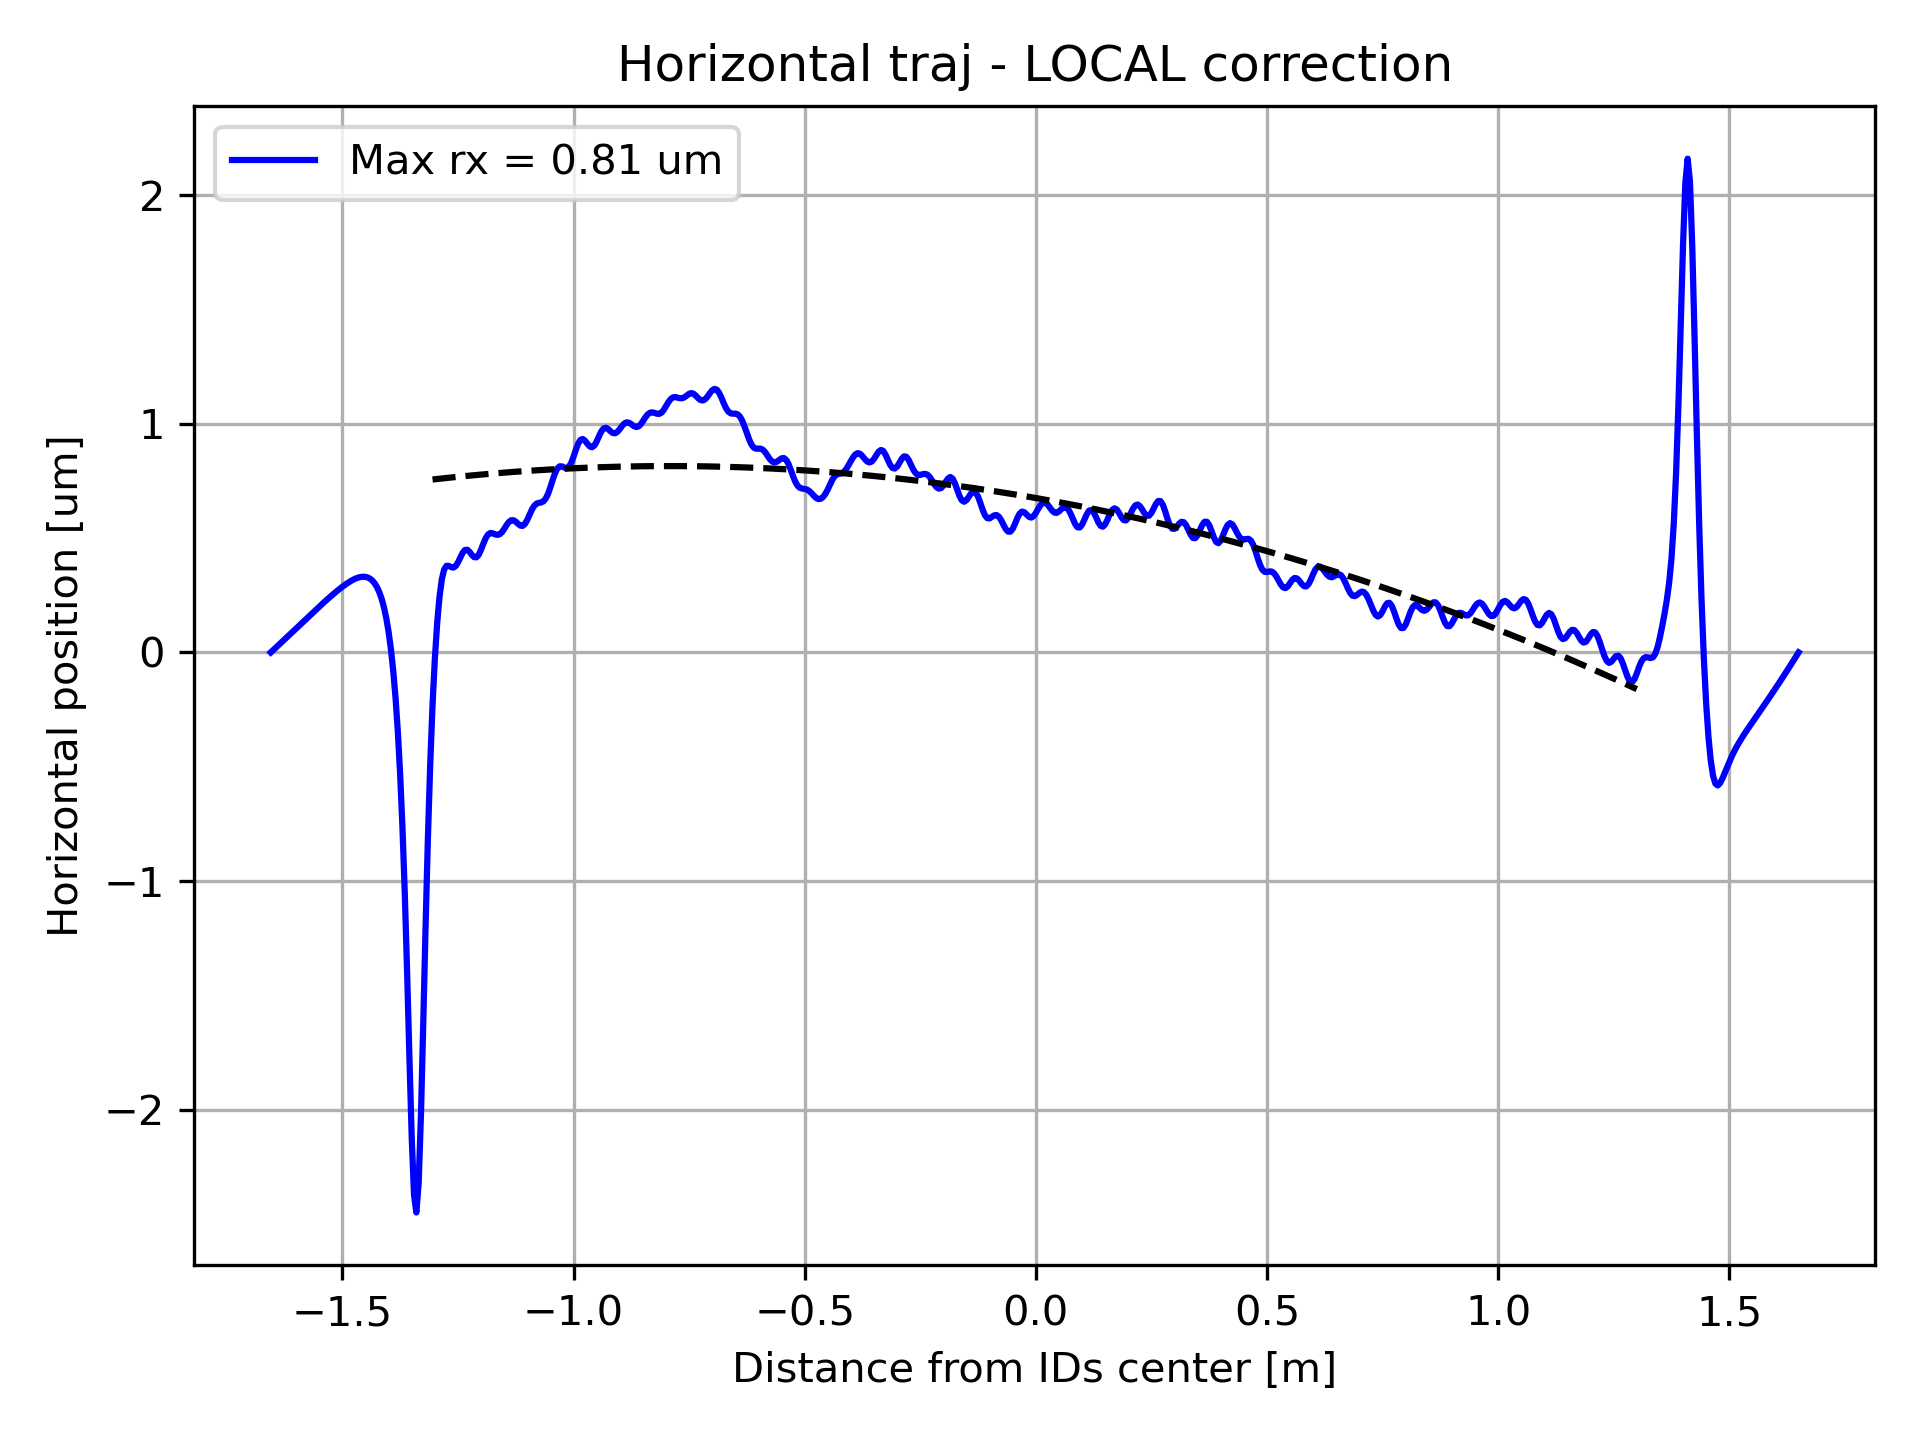 Horizontal traj - LOCAL correction
Max rx = 0.81 um
Horizontal position [um]
2
1
0
−1
−2
−1.5 −1.0 −0.5 0.0 0.5 1.0 1.5
Distance from IDs center [m]